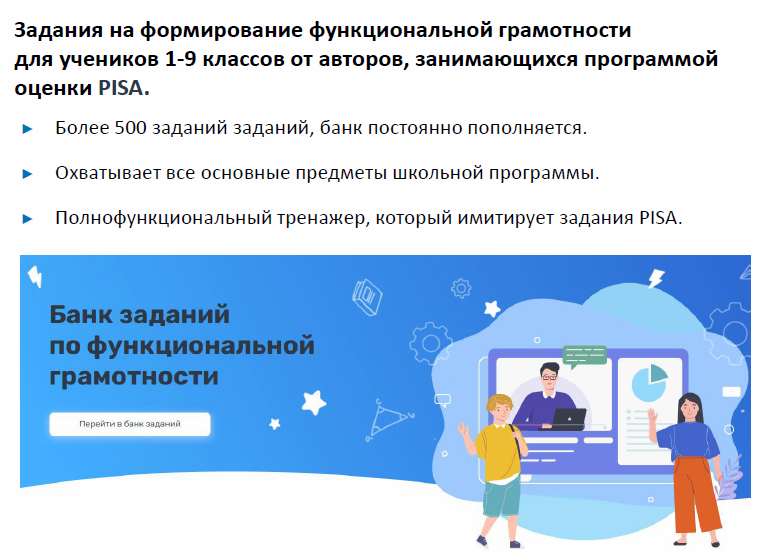 Задания на формирование функциональной грамотности
для учеников 1-9 классов от авторов, занимающихся программой
оценки PISA.
► Более 500 заданий заданий, банк постоянно пополняется.
► Охватывает все основные предметы школьной программы.
► Полнофункциональный тренажер, который имитирует задания PISA.
Банк заданий
по функциональной
грамотности
Перейти в банк заданий